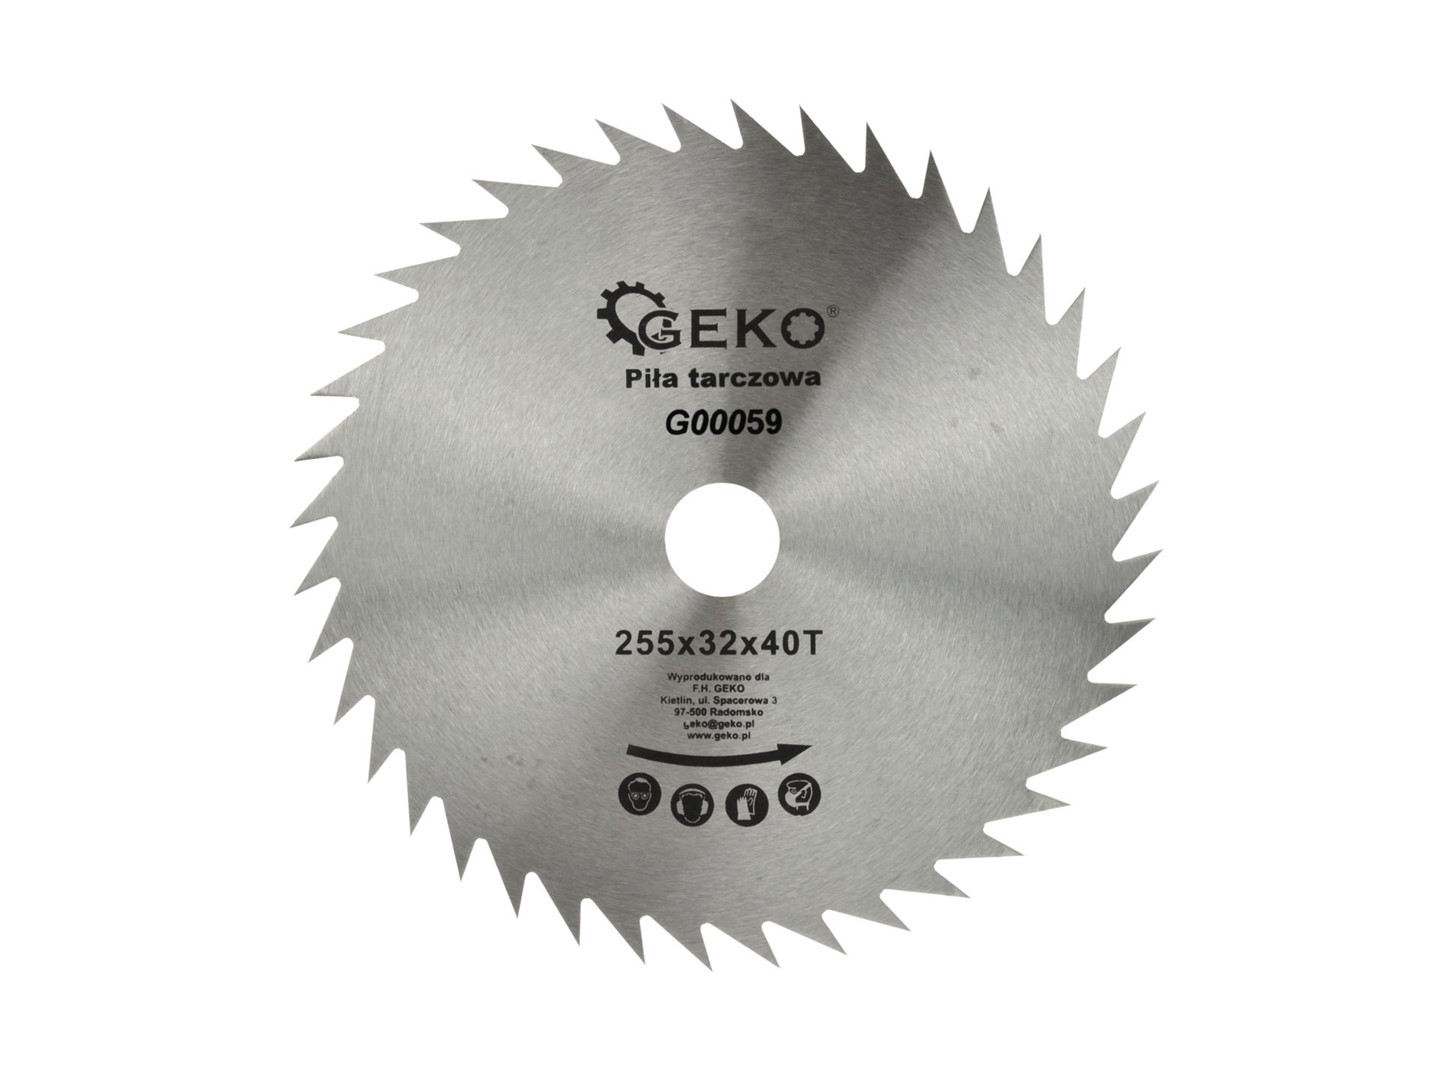 GEKO®
Piła tarczowa
G00059
255x32x40T
Wyprodukowano dla
F.H. GEKO
Kietlin, ul. Spacerowa 3
97-500 Radomsko
geko@geko.pl
www.geko.pl